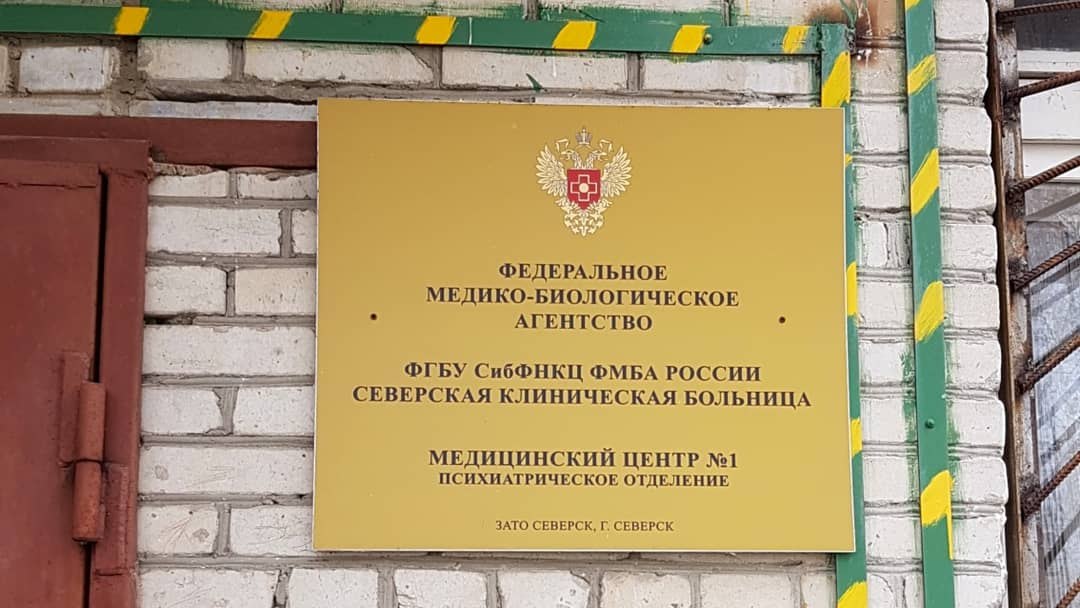 ФЕДЕРАЛЬНОЕ
МЕДИКО-БИОЛОГИЧЕСКОЕ
АГЕНТСТВО
ФГБУ СибФНКЦ ФМБА РОССИИ
СЕВЕРСКАЯ КЛИНИЧЕСКАЯ БОЛЬНИЦА
МЕДИЦИНСКИЙ ЦЕНТР №1
ПСИХИАТРИЧЕСКОЕ ОТДЕЛЕНИЕ
ЗАТО СЕВЕРСК, Г. СЕВЕРСК